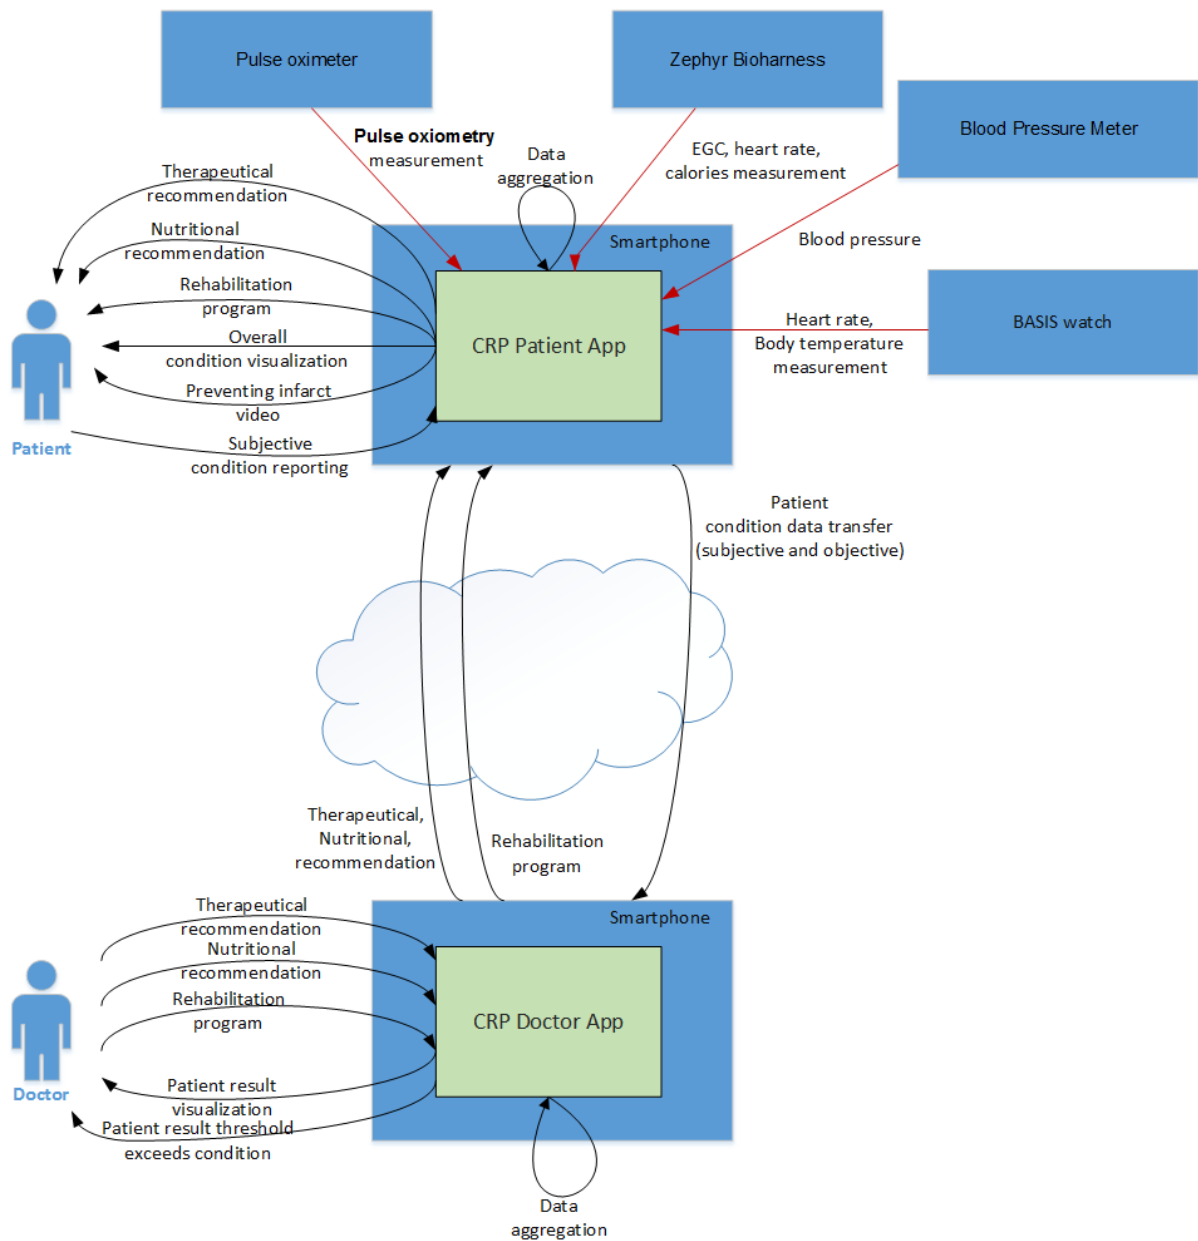 Pulse oximeter
Zephyr Bioharness
Blood Pressure Meter
Pulse oxiometry
measurement
Data
aggregation
EGC, heart rate,
calories measurement
Therapeutical
recommendation
Nutritional
recommendation
Smartphone
Blood pressure
Rehabilitation
program
Overall
condition visualization
CRP Patient App
Heart rate,
Body temperature
measurement
BASIS watch
Preventing infarct
video
Subjective
condition reporting
Patient
Patient
condition data transfer
(subjective and objective)
Therapeutical,
Nutritional,
recommendation
Rehabilitation
program
Therapeutical
recommendation
Nutritional
recommendation
Rehabilitation
program
Smartphone
CRP Doctor App
Doctor
Patient result
visualization
Patient result threshold
exceeds condition
Data
aggregation